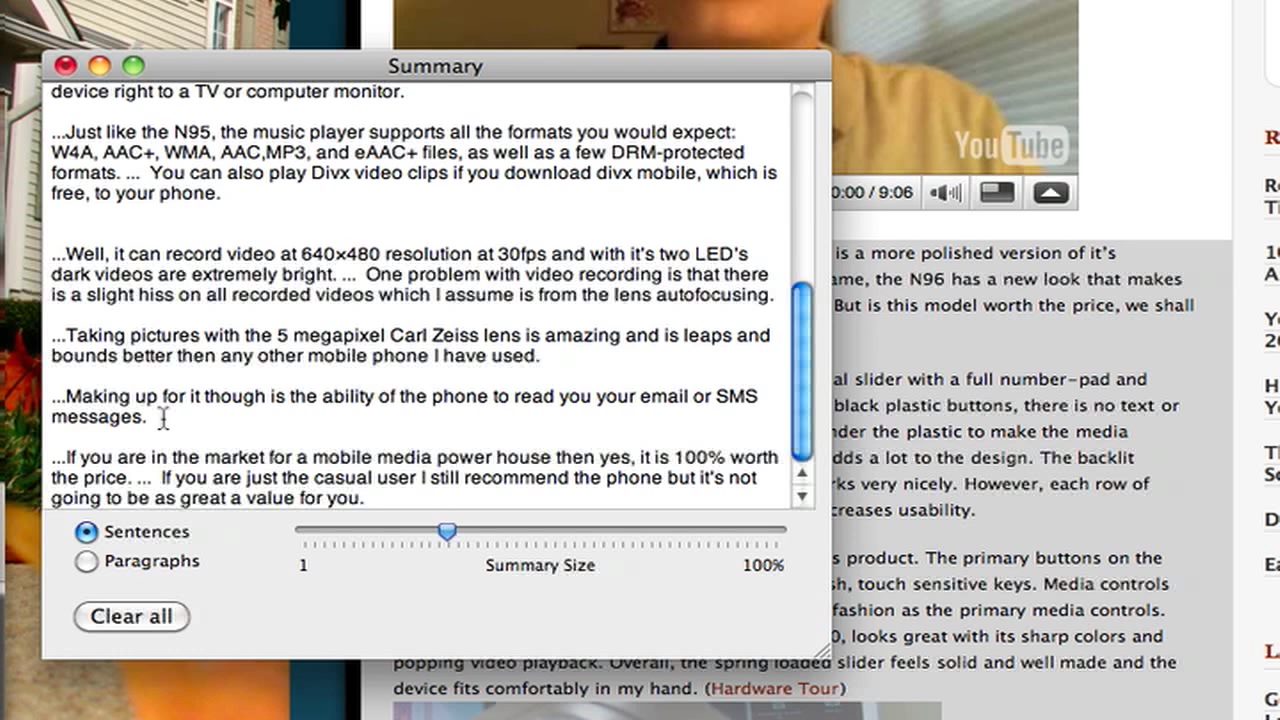 Summary
device right to a TV or computer monitor.
...Just like the N95, the music player supports all the formats you would expect:
W4A, AAC+, WMA, AAC,MP3, and eAAC+ files, as well as a few DRM-protected
formats. ...  You can also play Divx video clips if you download divx mobile, which is
free, to your phone.
...Well, it can record video at 640×480 resolution at 30fps and with it's two LED's
dark videos are extremely bright. ...  One problem with video recording is that there
is a slight hiss on all recorded videos which I assume is from the lens autofocusing.
...Taking pictures with the 5 megapixel Carl Zeiss lens is amazing and is leaps and
bounds better then any other mobile phone I have used.
...Making up for it though is the ability of the phone to read you your email or SMS
messages.
...If you are in the market for a mobile media power house then yes, it is 100% worth
the price. ...  If you are just the casual user I still recommend the phone but it's not
going to be as great a value for you.
Sentences
Paragraphs
1
Summary Size
100%
Clear all
YouTube
0:00 / 9:06
is a more polished version of it's
the N96 has a new look that makes
But is this model worth the price, we shall
slider with a full number-pad and
black plastic buttons, there is no text or
the plastic to make the media
a lot to the design. The backlit
very nicely. However, each row of
usability.
product. The primary buttons on the
touch sensitive keys. Media controls
fashion as the primary media controls.
looks great with its sharp colors and
popping video playback. Overall, the spring loaded slider feels solid and well made and the
device fits comfortably in my hand. (Hardware Tour)